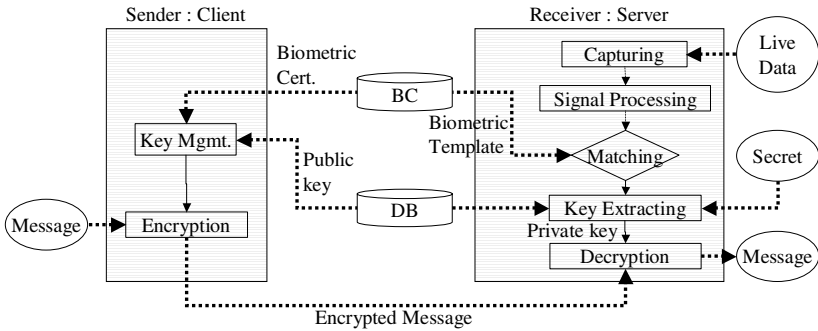 Sender : Client
Receiver : Server
Biometric
Cert.
BC
Capturing
Live
Data
Signal Processing
Biometric
Template
Key Mgmt.
Matching
Public
key
Secret
DB
Key Extracting
Message
Encryption
Private key
Decryption
Message
Encrypted Message